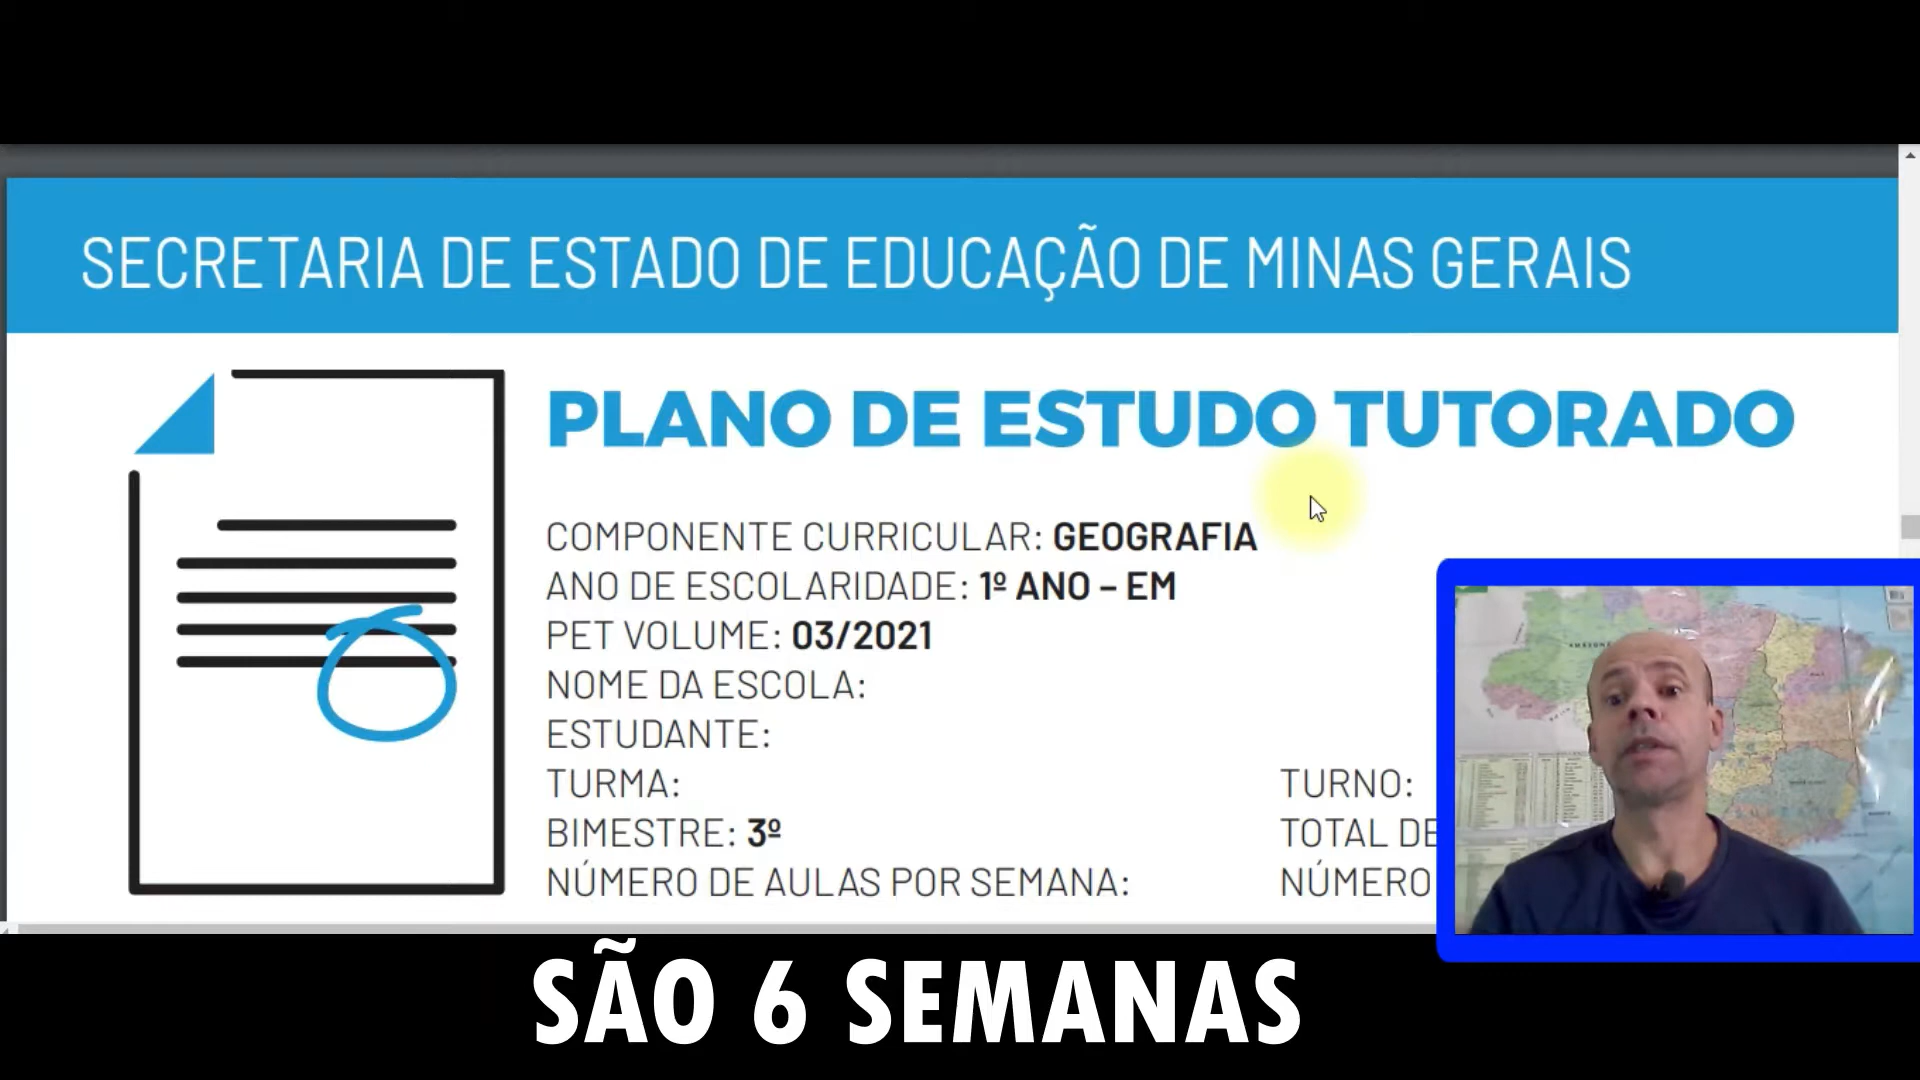 SECRETARIA DE ESTADO DE EDUCAÇÃO DE MINAS GERAIS
PLANO DE ESTUDO TUTORADO
COMPONENTE CURRICULAR: GEOGRAFIA
ANO DE ESCOLARIDADE: 1º ANO – EM
PET VOLUME: 03/2021
NOME DA ESCOLA:
ESTUDANTE:
TURMA:
TURNO:
BIMESTRE: 3º
TOTAL DE
NÚMERO DE AULAS POR SEMANA:
NÚMERO
SÃO 6 SEMANAS